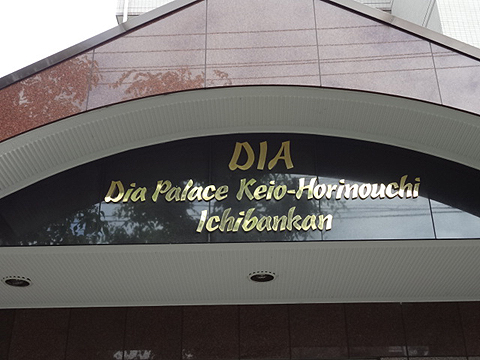 DIA
Dia Palace Keio-Horinouchi
Ichibankan